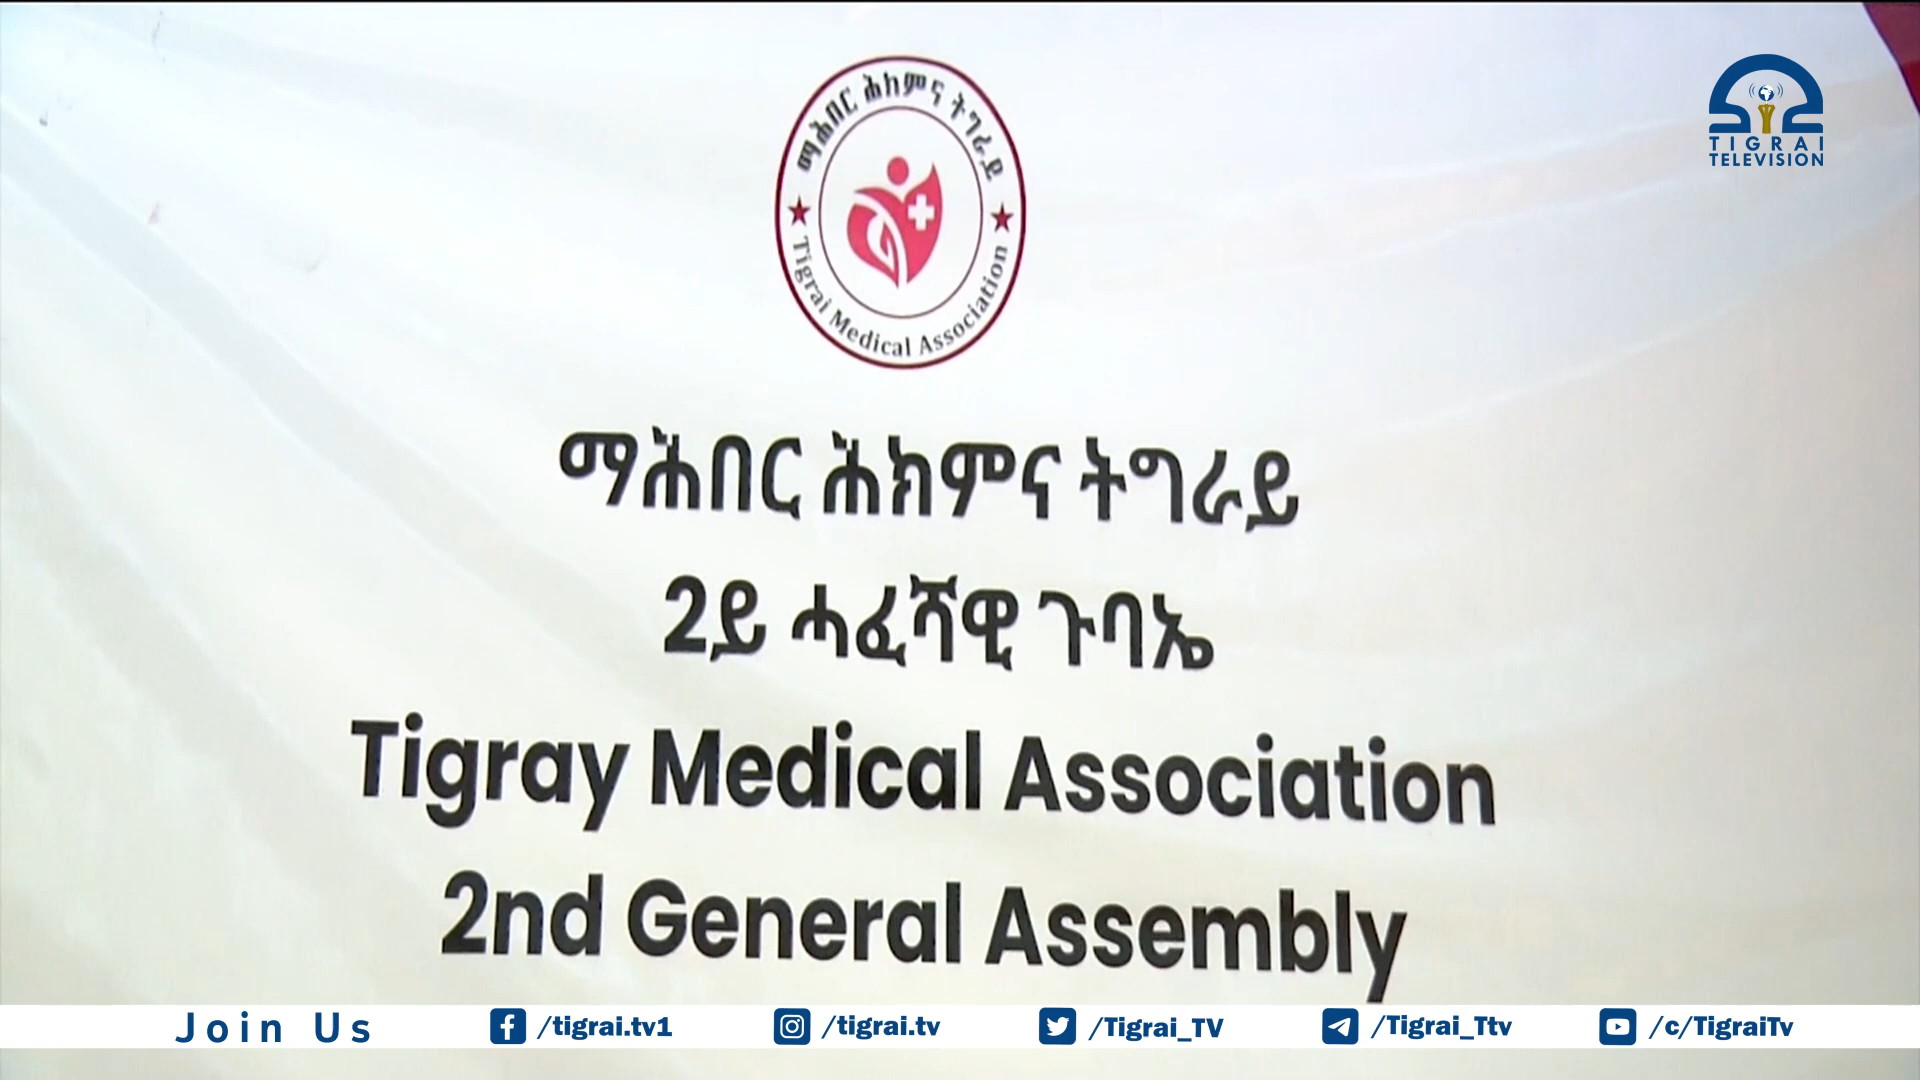 ማሕበር ሕክምና ትግራይ
Tigrai Medical Association
TIGRAI
TELEVISION
ማሕበር ሕክምና ትግራይ
2ይ ሓፈሻዊ ጉባኤ
Tigray Medical Association
2nd General Assembly
Join Us
/tigrai.tv1
/tigrai.tv
/Tigrai_TV
/Tigrai_Ttv
/c/TigraiTv